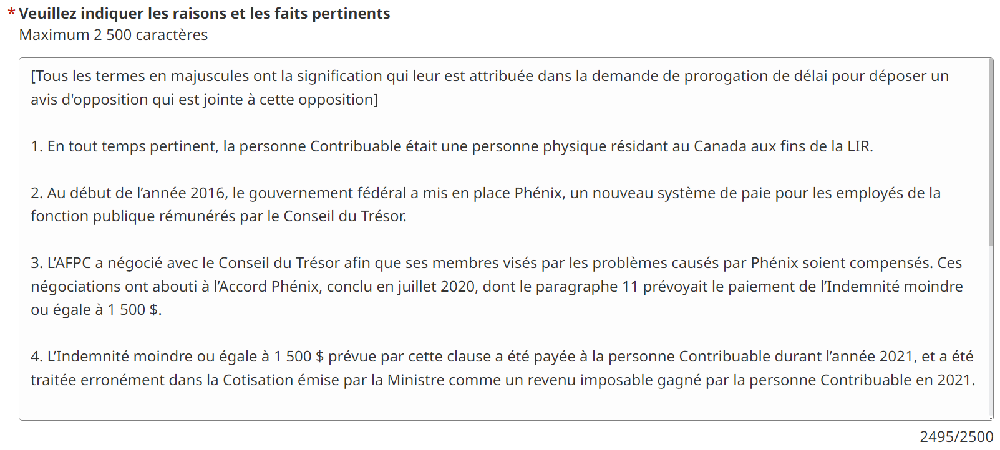 * Veuillez indiquer les raisons et les faits pertinents
Maximum 2 500 caractères
[Tous les termes en majuscules ont la signification qui leur est attribuée dans la demande de prorogation de délai pour déposer un
avis d'opposition qui est jointe à cette opposition]
1. En tout temps pertinent, la personne Contribuable était une personne physique résidant au Canada aux fins de la LIR.
2. Au début de l’année 2016, le gouvernement fédéral a mis en place Phénix, un nouveau système de paie pour les employés de la
fonction publique rémunérés par le Conseil du Trésor.
3. L’AFPC a négocié avec le Conseil du Trésor afin que ses membres visés par les problèmes causés par Phénix soient compensés. Ces
négociations ont abouti à l’Accord Phénix, conclu en juillet 2020, dont le paragraphe 11 prévoyait le paiement de l’Indemnité moindre
ou égale à 1 500 $.
4. L’Indemnité moindre ou égale à 1 500 $ prévue par cette clause a été payée à la personne Contribuable durant l’année 2021, et a été
traitée erronément dans la Cotisation émise par la Ministre comme un revenu imposable gagné par la personne Contribuable en 2021.
2495/2500